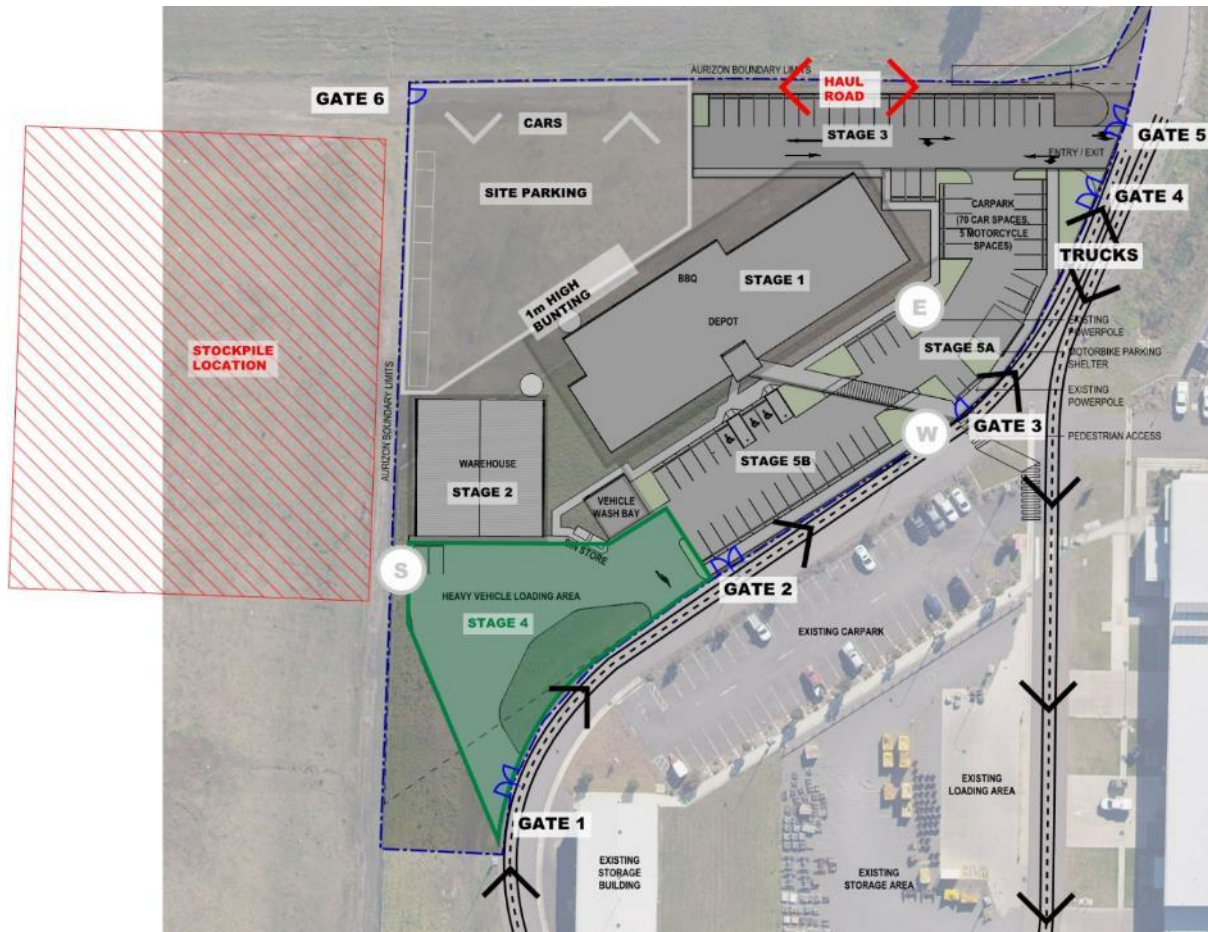 AURIZON BOUNDARY LIMITS
HAUL
ROAD
GATE 6
CARS
STAGE 3
GATE 5
ENTRY / EXIT
SITE PARKING
CARPARK
(70 CAR SPACES,
5 MOTORCYCLE
SPACES)
GATE 4
TRUCKS
1m HIGH
BUNTING
BBQ
STAGE 1
DEPOT
E
EXISTING
POWERPOLE
STAGE 5A
MOTORBIKE PARKING
SHELTER
EXISTING
POWERPOLE
STOCKPILE
LOCATION
AURIZON BOUNDARY LIMITS
GATE 3
W
PEDESTRIAN ACCESS
WAREHOUSE
STAGE 2
STAGE 5B
VEHICLE
WASH BAY
BIN STORE
S
HEAVY VEHICLE LOADING AREA
STAGE 4
GATE 2
EXISTING CARPARK
GATE 1
EXISTING
LOADING AREA
EXISTING
STORAGE
BUILDING
EXISTING
STORAGE AREA